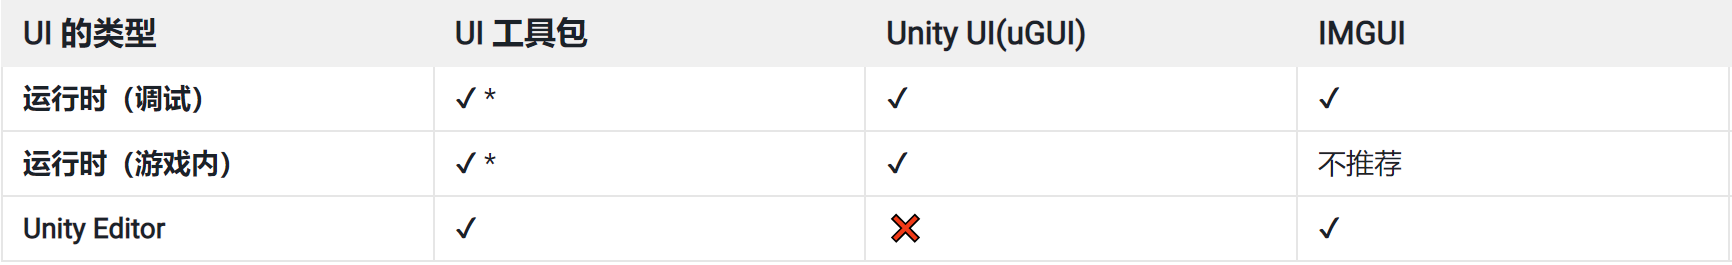 UI 的类型 UI 工具包 Unity UI(uGUI) IMGUI
运行时（调试） ✓ * ✓ ✓
运行时（游戏内） ✓ * ✓ 不推荐
Unity Editor ✓ ❌ ✓